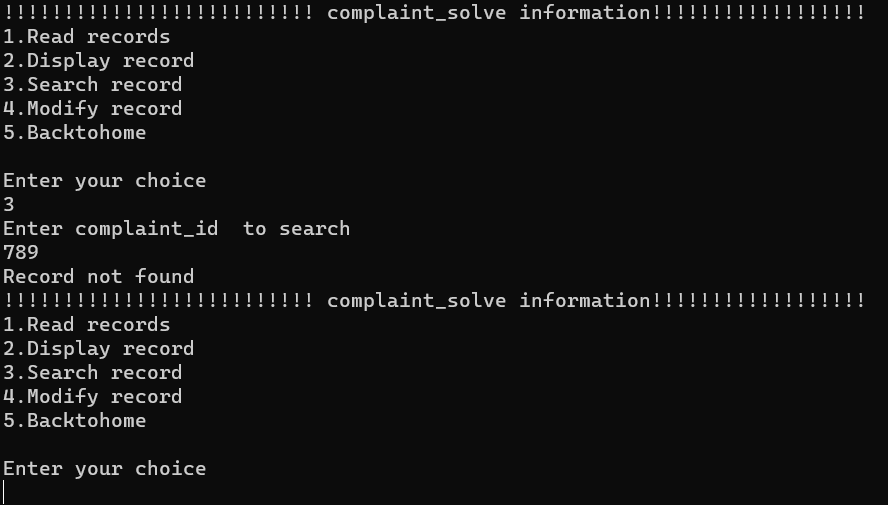 !!!!!!!!!!!!!!!!!!!!!!!!!! complaint_solve information!!!!!!!!!!!!!!!!!!
1.Read records
2.Display record
3.Search record
4.Modify record
5.Backtohome
Enter your choice
3
Enter complaint_id  to search
789
Record not found
!!!!!!!!!!!!!!!!!!!!!!!!!! complaint_solve information!!!!!!!!!!!!!!!!!!
1.Read records
2.Display record
3.Search record
4.Modify record
5.Backtohome
Enter your choice